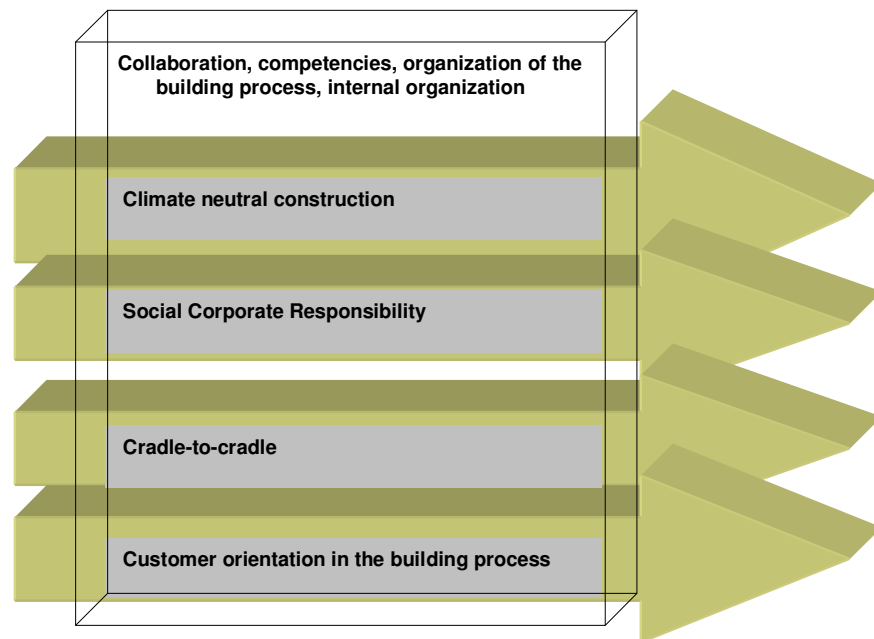 Collaboration, competencies, organization of the
building process, internal organization
Climate neutral construction
Social Corporate Responsibility
Cradle-to-cradle
Customer orientation in the building process